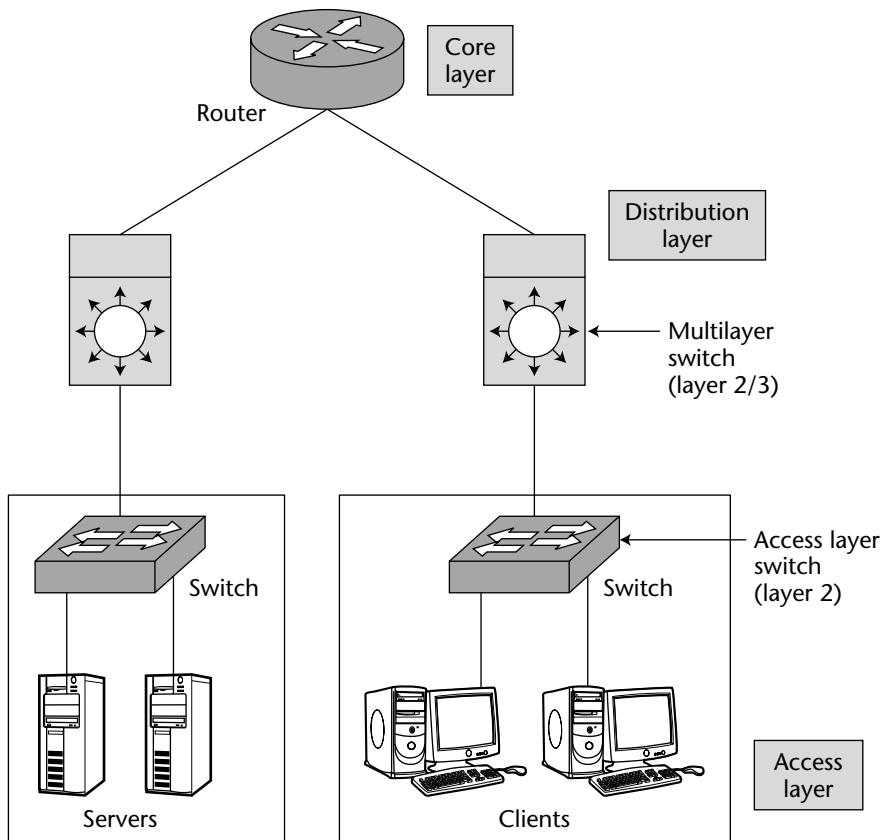 Core
layer
Router
Distribution
layer
Multilayer
switch
(layer 2/3)
Access layer
switch
(layer 2)
Switch
Switch
Access
layer
Servers
Clients